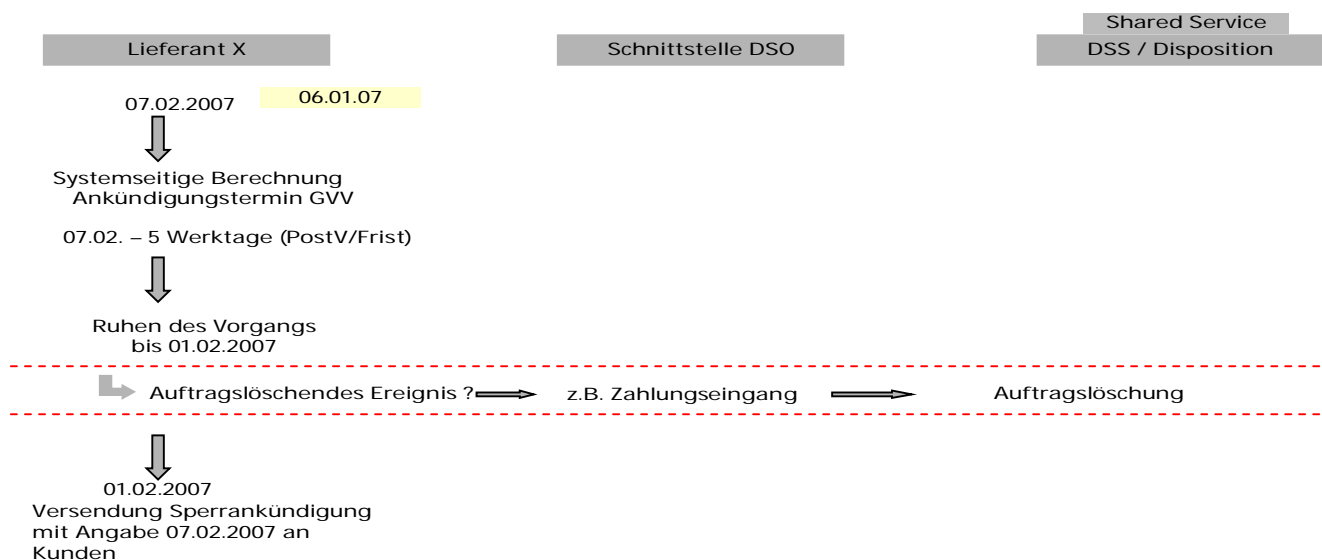 Shared Service
Lieferant X
Schnittstelle DSO
DSS / Disposition
07.02.2007
06.01.07
Systemseitige Berechnung
Ankündigungstermin GVV
07.02. – 5 Werktage (PostV/Frist)
Ruhen des Vorgangs
bis 01.02.2007
Auftragslöschendes Ereignis ?
z.B. Zahlungseingang
Auftragslöschung
01.02.2007
Versendung Sperrankündigung
mit Angabe 07.02.2007 an
Kunden